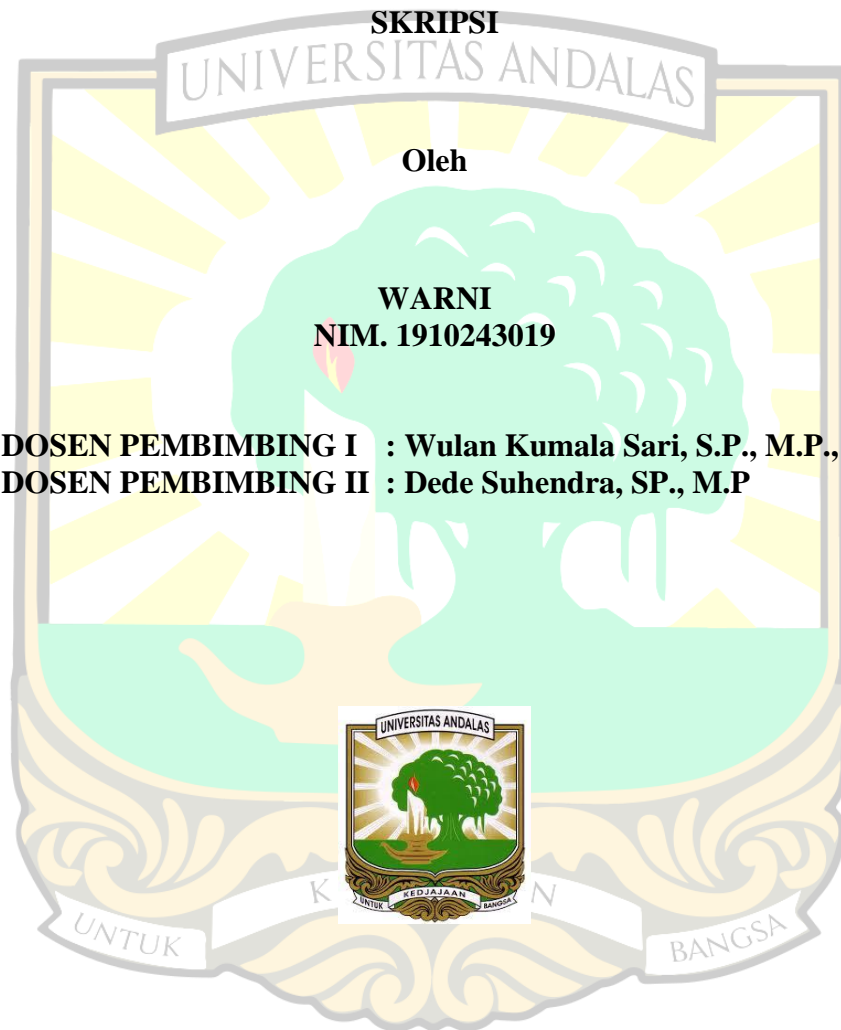 SKRIPSI
UNIVERSITAS ANDALAS
Oleh
WARNI
NIM. 1910243019
DOSEN PEMBIMBING I : Wulan Kumala Sari, S.P., M.P.,
DOSEN PEMBIMBING II : Dede Suhendra, SP., M.P
UNIVERSITAS ANDALAS
UNTUK KEDJAJAAN BANGSA
UNTUK K N BANGSA